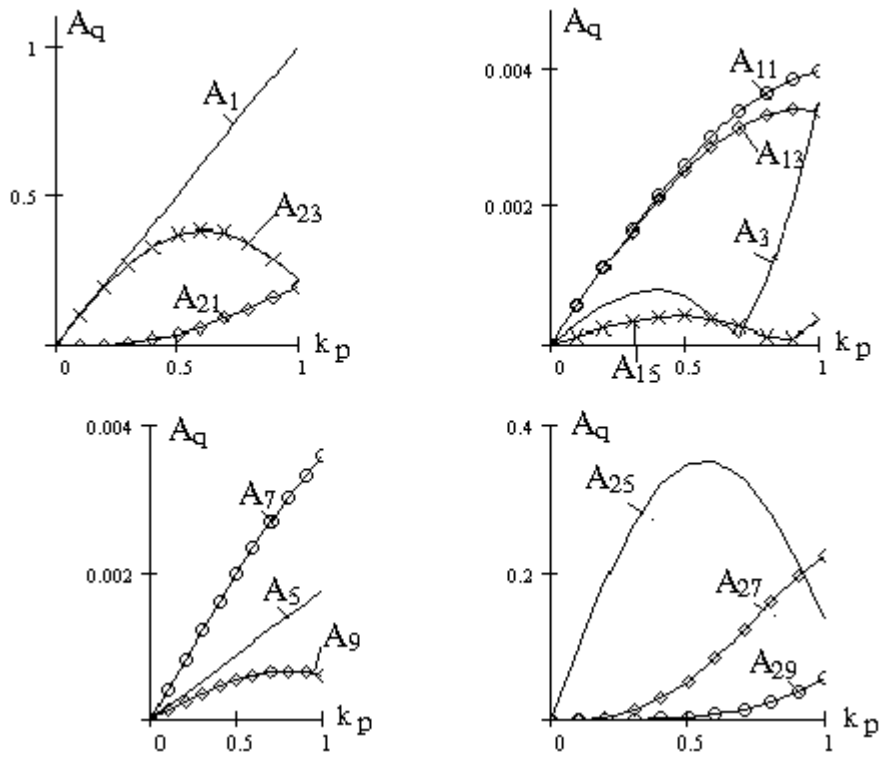 A_q
1
A_1
0.5
A_23
A_21
k_p
0 0.5 1
A_q
0.004
A_11
A_13
0.002
A_3
k_p
0 0.5 1
A_15
0.004
A_q
A_7
0.002
A_5
A_9
k_p
0 0.5 1
0.4
A_q
A_25
0.2
A_27
A_29
k_p
0 0.5 1